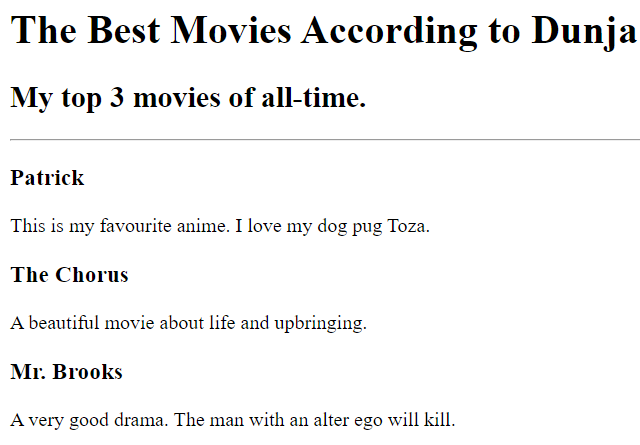 The Best Movies According to Dunja
My top 3 movies of all-time.
Patrick
This is my favourite anime. I love my dog pug Toza.
The Chorus
A beautiful movie about life and upbringing.
Mr. Brooks
A very good drama. The man with an alter ego will kill.